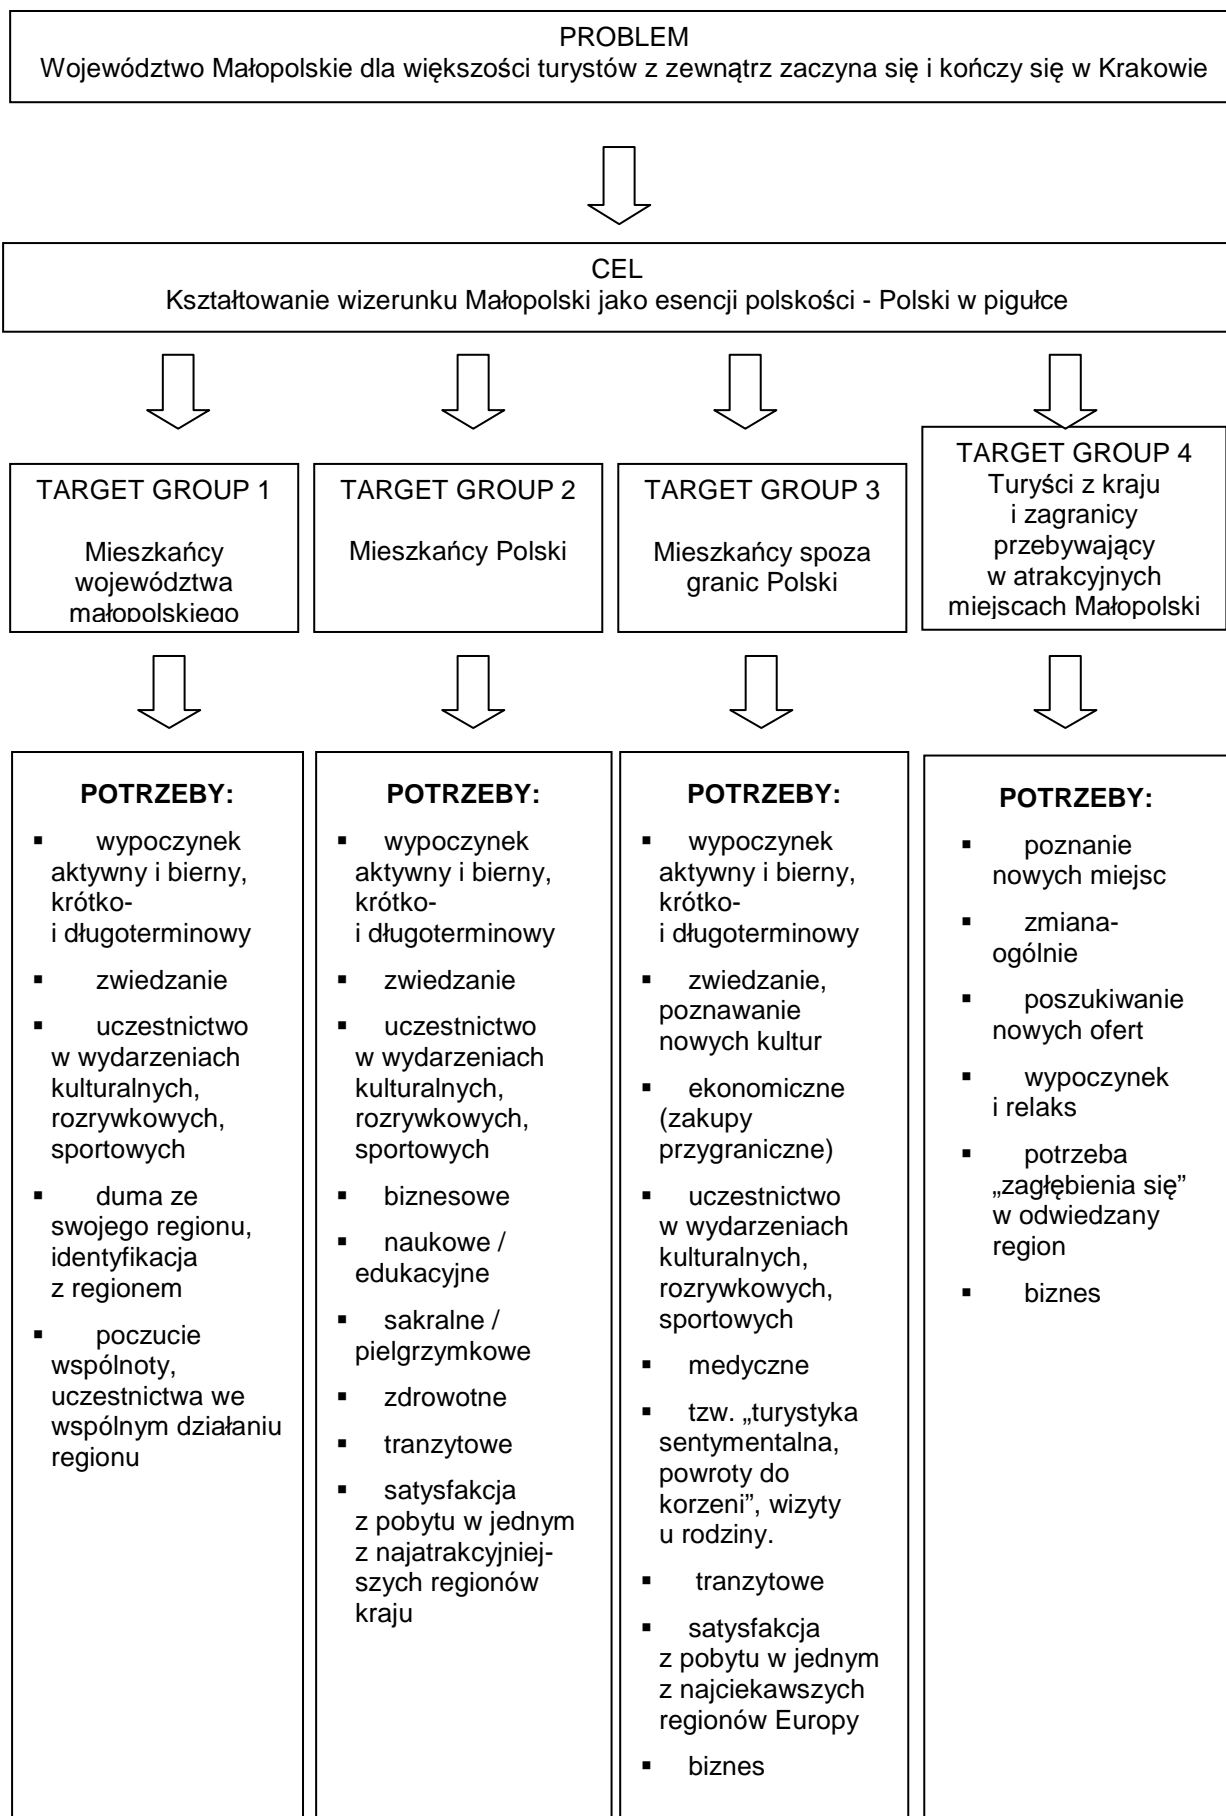 PROBLEM
Województwo Małopolskie dla większości turystów z zewnątrz zaczyna się i kończy się w Krakowie
CEL
Kształtowanie wizerunku Małopolski jako esencji polskości - Polski w pigułce
TARGET GROUP 1
Mieszkańcy
województwa
małopolskiego
TARGET GROUP 2
Mieszkańcy Polski
TARGET GROUP 3
Mieszkańcy spoza
granic Polski
TARGET GROUP 4
Turyści z kraju
i zagranicy
przebywający
w atrakcyjnych
miejscach Małopolski
POTRZEBY:
▪ wypoczynek
aktywny i bierny,
krótko-
i długoterminowy
▪ zwiedzanie
▪ uczestnictwo
w wydarzeniach
kulturalnych,
rozrywkowych,
sportowych
▪ duma ze
swojego regionu,
identyfikacja
z regionem
▪ poczucie
wspólnoty,
uczestnictwa we
wspólnym działaniu
regionu
POTRZEBY:
▪ wypoczynek
aktywny i bierny,
krótko-
i długoterminowy
▪ zwiedzanie
▪ uczestnictwo
w wydarzeniach
kulturalnych,
rozrywkowych,
sportowych
▪ biznesowe
▪ naukowe /
edukacyjne
▪ sakralne /
pielgrzymkowe
▪ zdrowotne
▪ tranzytowe
▪ satysfakcja
z pobytu w jednym
z najatrakcyjniej-
szych regionów
kraju
POTRZEBY:
▪ wypoczynek
aktywny i bierny,
krótko-
i długoterminowy
▪ zwiedzanie,
poznawanie
nowych kultur
▪ ekonomiczne
(zakupy
przygraniczne)
▪ uczestnictwo
w wydarzeniach
kulturalnych,
rozrywkowych,
sportowych
▪ medyczne
▪ tzw. „turystyka
sentymentalna,
powroty do
korzeni”, wizyty
u rodziny.
▪ tranzytowe
▪ satysfakcja
z pobytu w jednym
z najciekawszych
regionów Europy
▪ biznes
POTRZEBY:
▪ poznanie
nowych miejsc
▪ zmiana-
ogólnie
▪ poszukiwanie
nowych ofert
▪ wypoczynek
i relaks
▪ potrzeba
„zagłębienia się”
w odwiedzany
region
▪ biznes